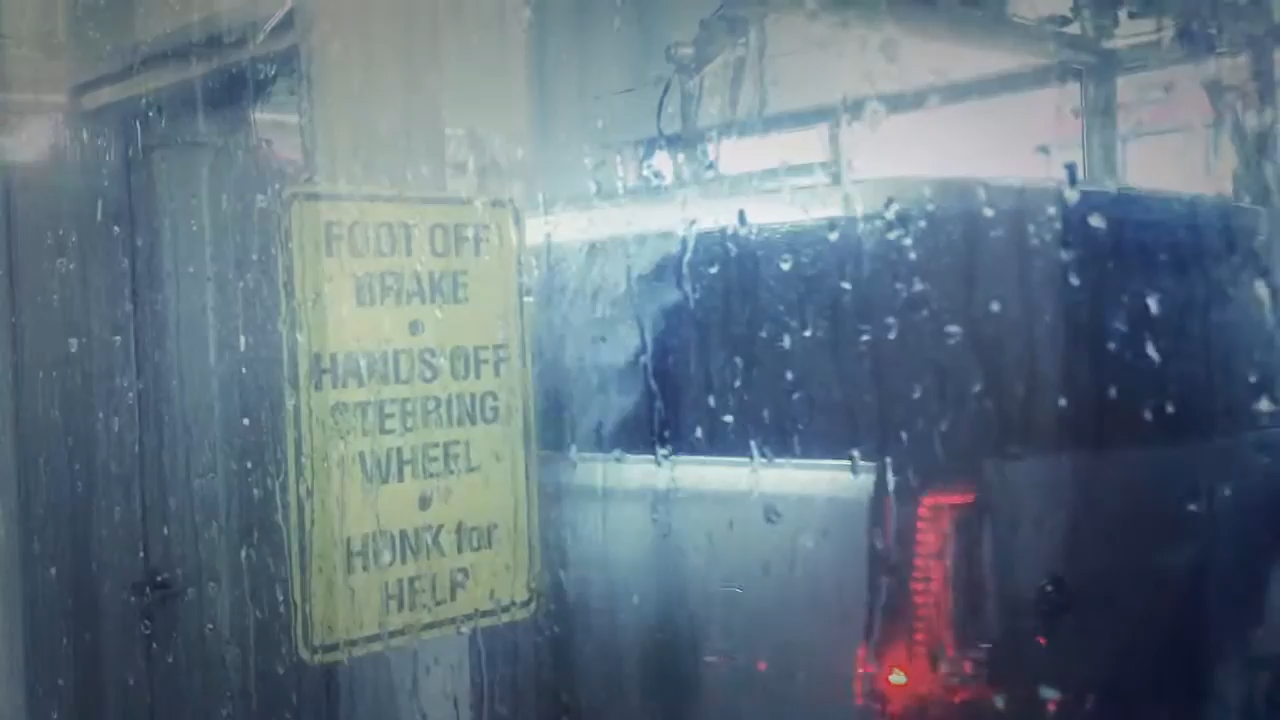 FOOT OFF
BRAKE
•
HANDS OFF
STEERING
WHEEL
•
HONK for
HELP